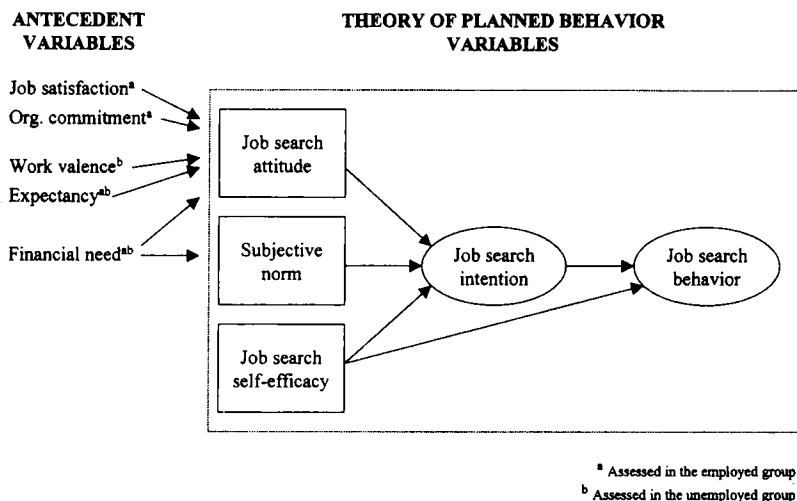 ANTECEDENT
VARIABLES
THEORY OF PLANNED BEHAVIOR
VARIABLES
Job satisfactionᵃ
Org. commitmentᵃ
Work valenceᵇ
Expectancyᵃᵇ
Financial needᵃᵇ
Job search
attitude
Subjective
norm
Job search
self-efficacy
Job search
intention
Job search
behavior
ᵃ Assessed in the employed group
ᵇ Assessed in the unemployed group